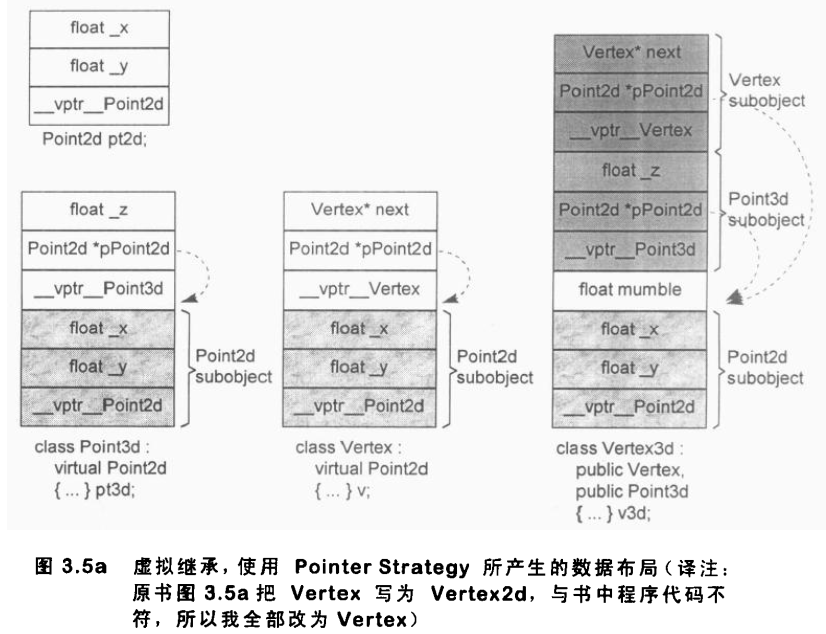 float _x
float _y
__vptr__Point2d
Point2d pt2d;
Vertex* next
Point2d *pPoint2d
__vptr__Vertex
float _z
Point2d *pPoint2d
__vptr__Point3d
float mumble
float _x
float _y
__vptr__Point2d
Vertex
subobject
Point3d
subobject
Point2d
subobject
class Vertex3d :
public Vertex,
public Point3d
{ ... } v3d;
float _z
Point2d *pPoint2d
__vptr__Point3d
float _x
float _y
__vptr__Point2d
Point2d
subobject
class Point3d :
virtual Point2d
{ ... } pt3d;
Vertex* next
Point2d *pPoint2d
__vptr__Vertex
float _x
float _y
__vptr__Point2d
Point2d
subobject
class Vertex :
virtual Point2d
{ ... } v;
图 3.5a 虚拟继承,使用 Pointer Strategy 所产生的数据布局(译注:
原书图 3.5a 把 Vertex 写为 Vertex2d, 与书中程序代码不
符, 所以我全部改为 Vertex)